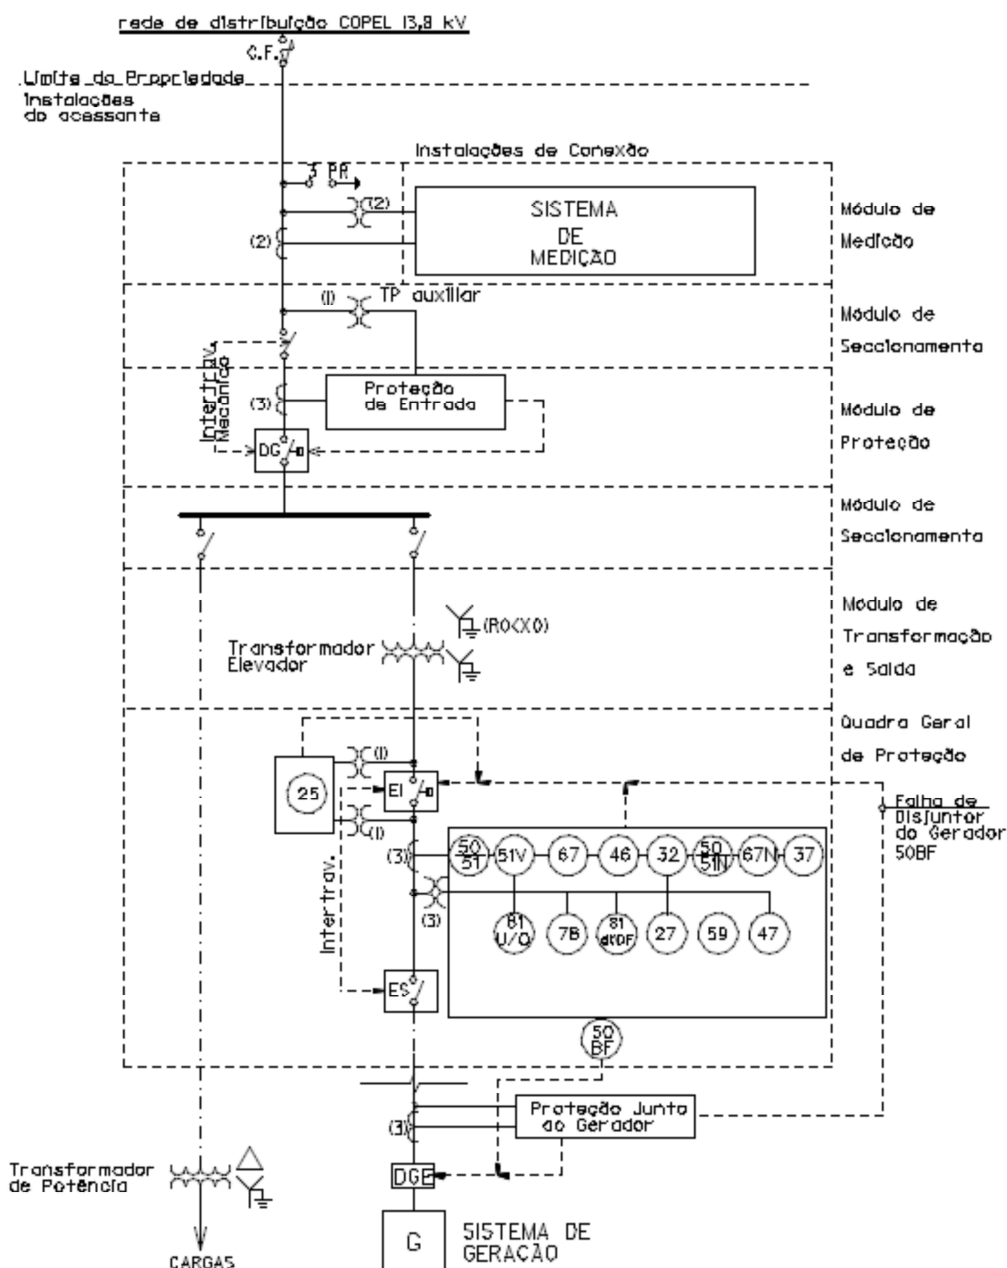 rede de distribuição COPEL 13,8 kV
C.F.
Limite da Propriedade
Instalações
do acessante
Instalações de Conexão
3 PR
(2)
SISTEMA
DE
MEDIÇÃO
(2)
Módulo de
Medição
(1)
TP auxiliar
Módulo de
Seccionamento
Intertrav.
Mecânico
Proteção
de Entrada
(3)
DG
Módulo de
Proteção
Módulo de
Seccionamento
(R0<X0)
Transformador
Elevador
Módulo de
Transformação
e Saída
Quadro Geral
de Proteção
(1)
25
EI
(1)
Falha de
Disjuntor
do Gerador
50BF
(3)
50
51
51V
67
46
32
50
51N
67N
37
Intertrav.
(3)
81
U/O
78
81
df/DF
27
59
47
ES
50
BF
Proteção Junto
ao Gerador
(3)
DGE
Transformador
de Potência
G
SISTEMA DE
GERAÇÃO
CARGAS